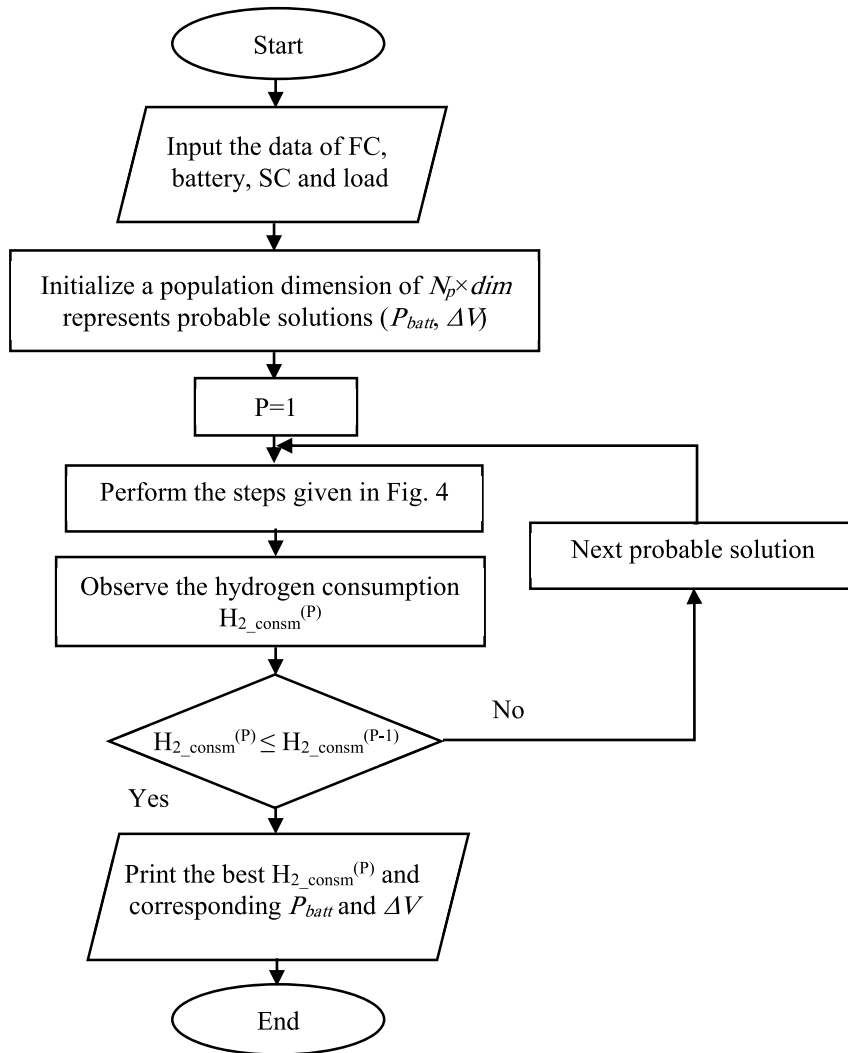 Start
Input the data of FC,
battery, SC and load
Initialize a population dimension of Nₚ×dim
represents probable solutions (P_batt, ΔV)
P=1
Perform the steps given in Fig. 4
Next probable solution
Observe the hydrogen consumption
H₂_consm⁽ᴾ⁾
No
H₂_consm⁽ᴾ⁾ ≤ H₂_consm⁽ᴾ⁻¹⁾
Yes
Print the best H₂_consm⁽ᴾ⁾ and
corresponding P_batt and ΔV
End